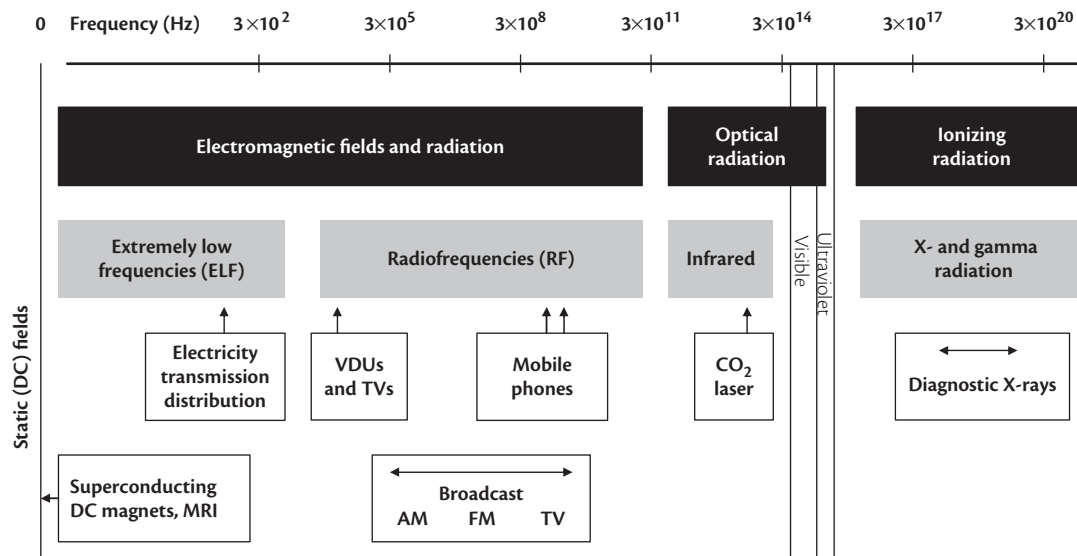 0 Frequency (Hz) 3×10² 3×10⁵ 3×10⁸ 3×10¹¹ 3×10¹⁴ 3×10¹⁷ 3×10²⁰
Electromagnetic fields and radiation
Optical
radiation
Ionizing
radiation
Extremely low
frequencies (ELF)
Radiofrequencies (RF)
Infrared
Visible
Ultraviolet
X- and gamma
radiation
Static (DC) fields
Electricity
transmission
distribution
VDUs
and TVs
Mobile
phones
CO₂
laser
Diagnostic X-rays
Superconducting
DC magnets, MRI
Broadcast
AM FM TV